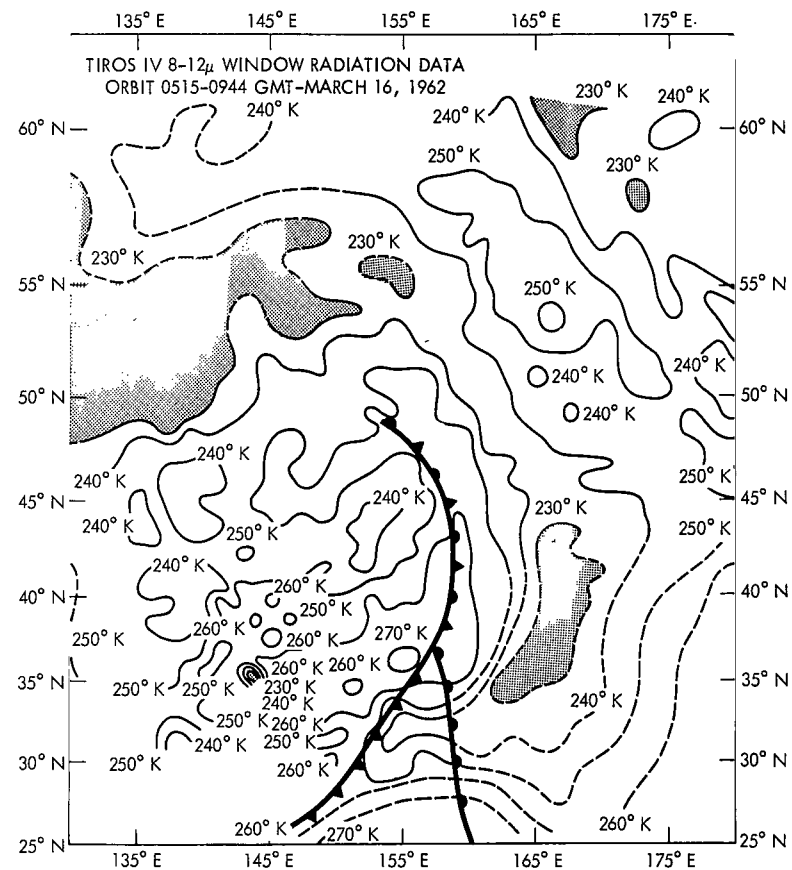 135° E 145° E 155° E 165° E 175° E
TIROS IV 8-12μ WINDOW RADIATION DATA
ORBIT 0515-0944 GMT-MARCH 16, 1962
230° K
240° K
240° K
240° K
60° N
60° N
250° K
230° K
230° K
230° K
55° N
55° N
250° K
240° K
240° K
50° N
50° N
240° K
240° K
240° K
250° K
240° K
45° N
45° N
230° K
240° K
250° K
250° K
240° K
260° K
40° N
40° N
250° K
260° K
270° K
250° K
260° K
260° K
260° K
35° N
35° N
250° K
250° K
230° K
240° K
240° K
250° K
260° K
240° K
250° K
30° N
30° N
250° K
260° K
260° K
270° K
260° K
25° N
25° N
135° E 145° E 155° E 165° E 175° E